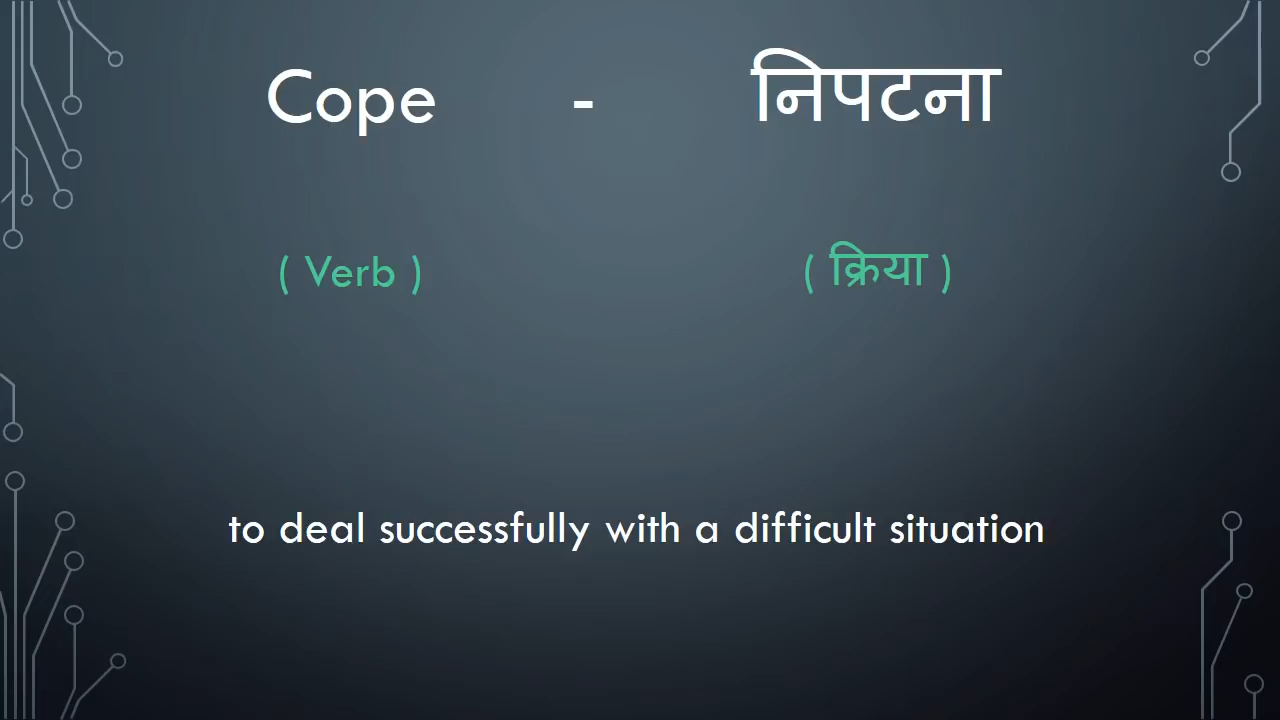 Cope - निपटना
( Verb ) ( क्रिया )
to deal successfully with a difficult situation